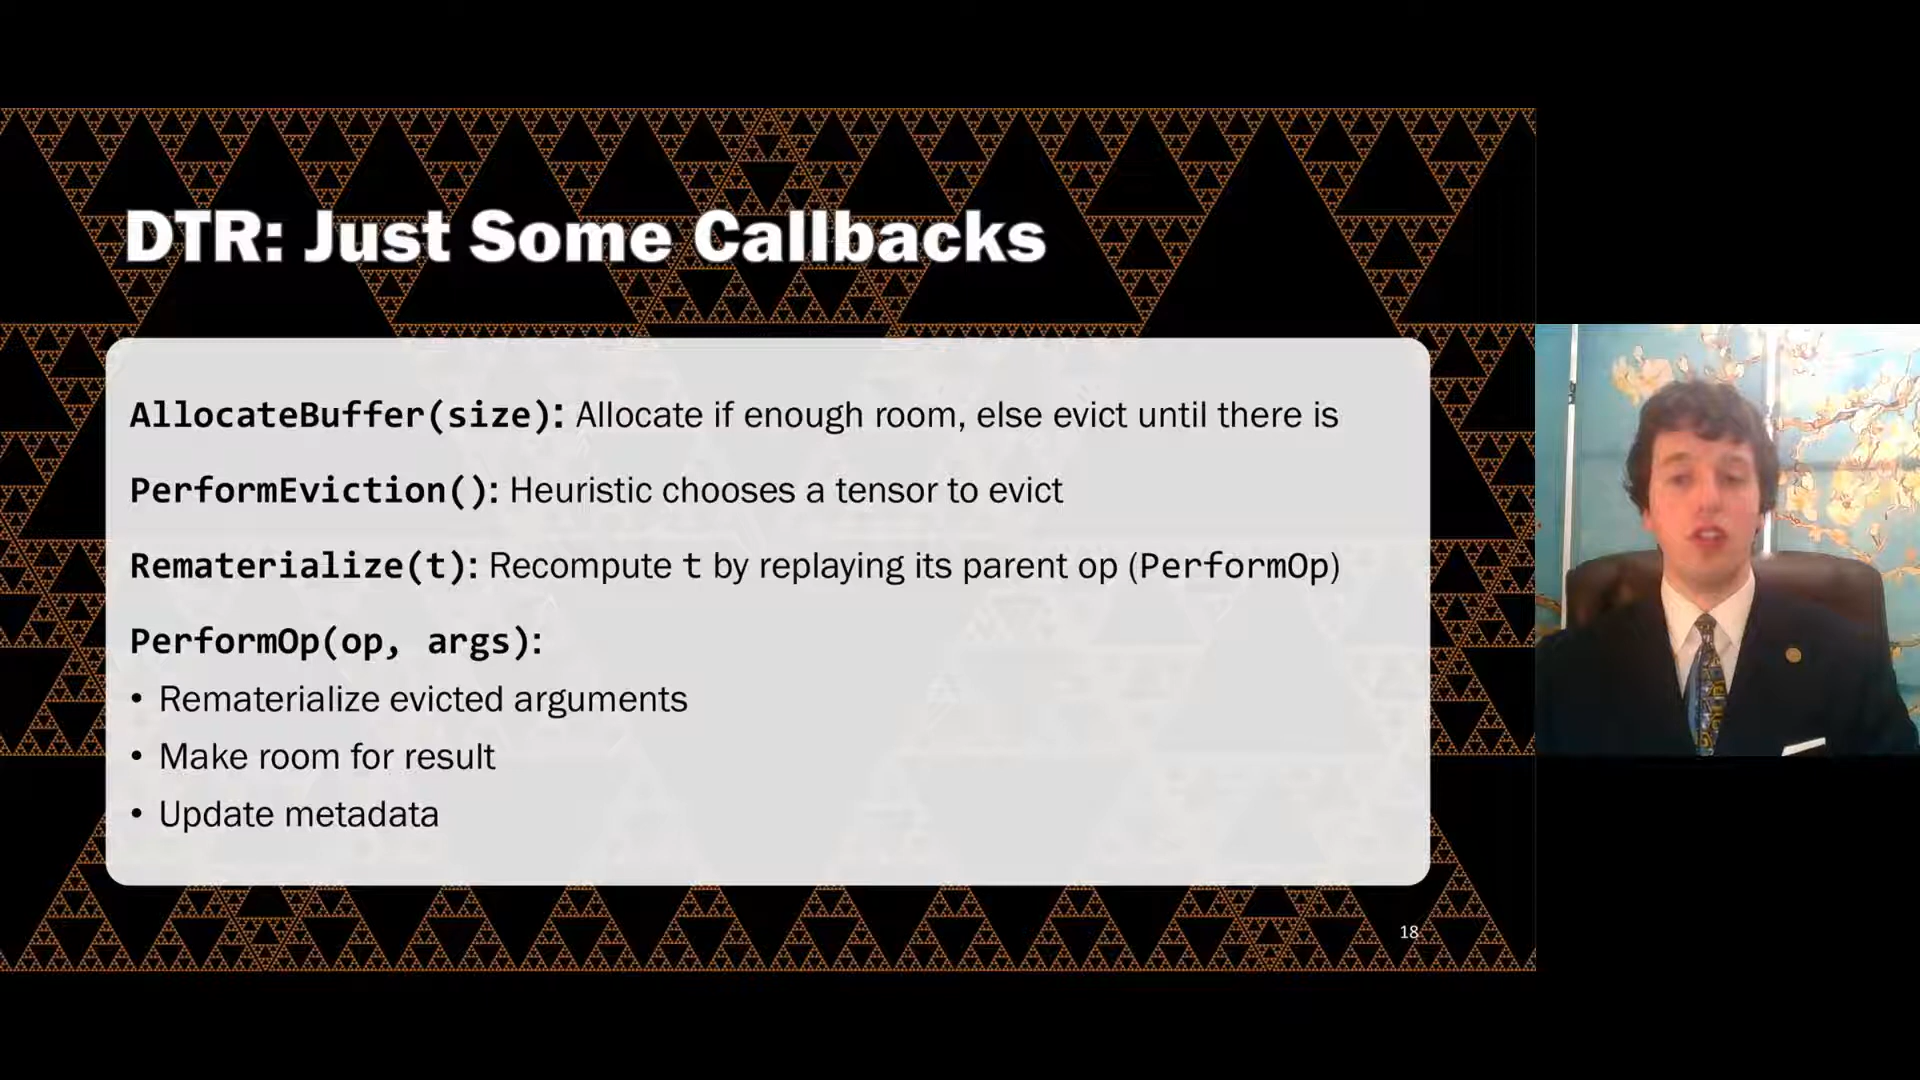 DTR: Just Some Callbacks
AllocateBuffer(size): Allocate if enough room, else evict until there is
PerformEviction(): Heuristic chooses a tensor to evict
Rematerialize(t): Recompute t by replaying its parent op (PerformOp)
PerformOp(op, args):
• Rematerialize evicted arguments
• Make room for result
• Update metadata
18